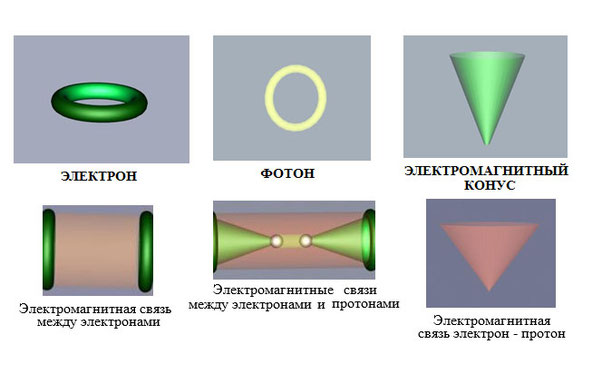 ЭЛЕКТРОН
ФОТОН
ЭЛЕКТРОМАГНИТНЫЙ
КОНУС
Электромагнитная связь
между электронами
Электромагнитные связи
между электронами и протонами
Электромагнитная
связь электрон - протон